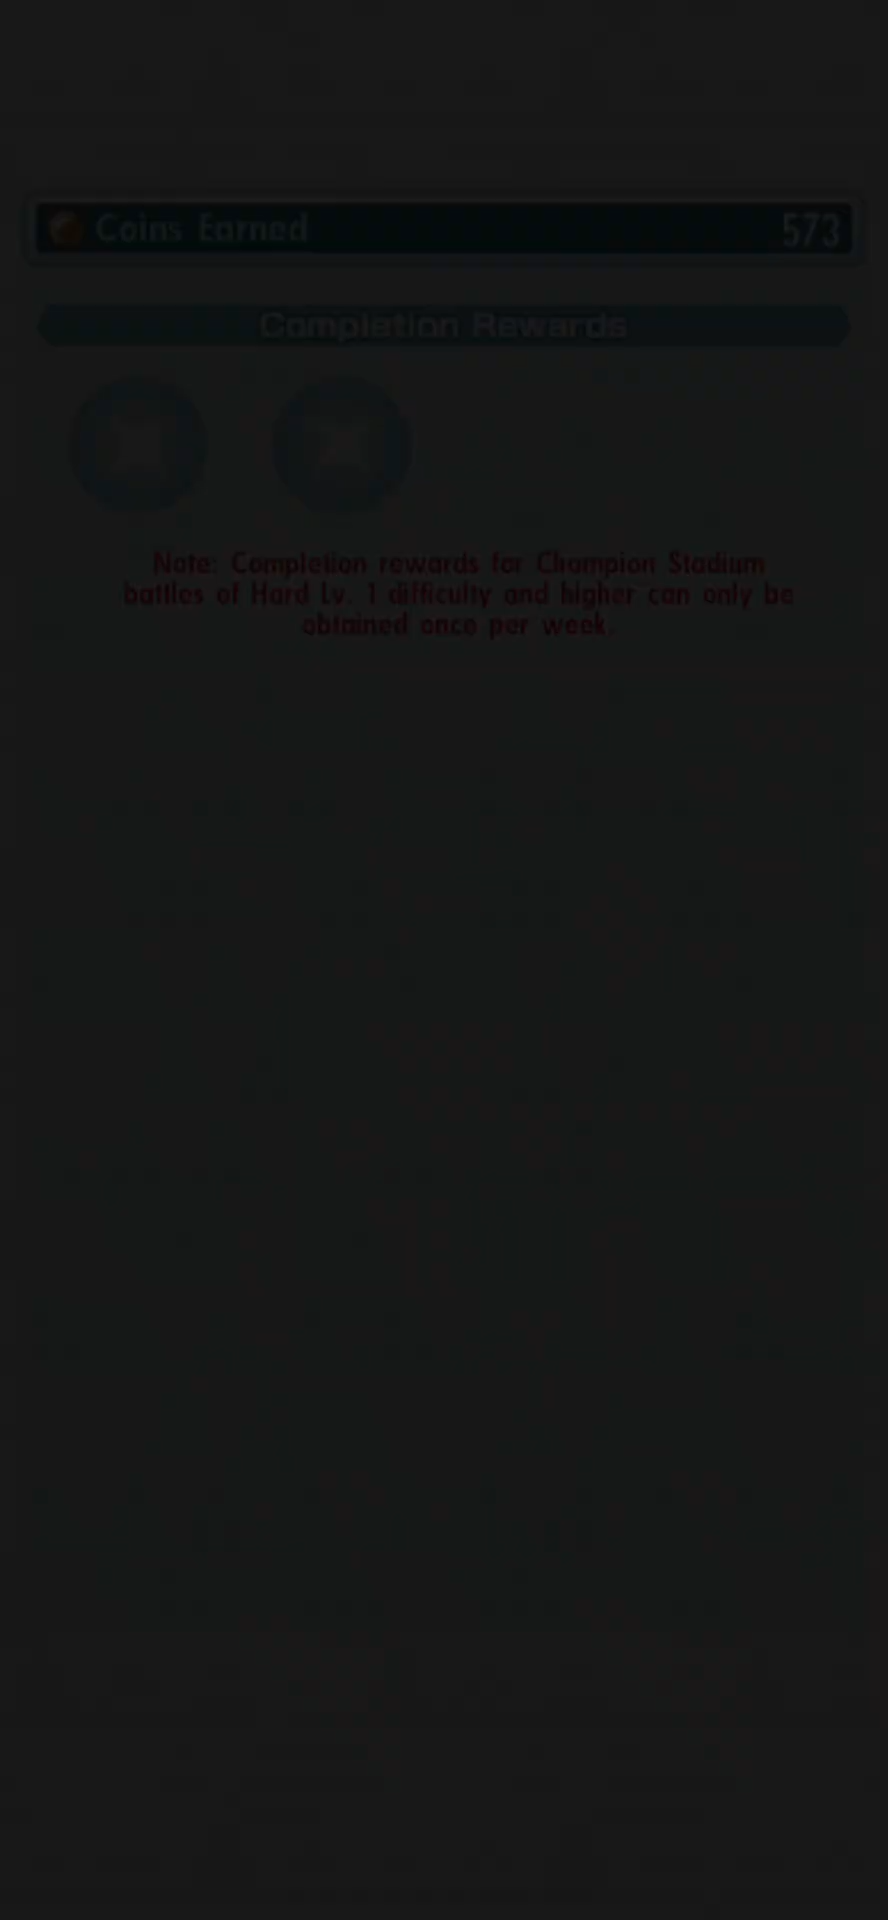 Coins Earned 573
Completion Rewards
Note: Completion rewards for Champion Stadium
battles of Hard Lv. 1 difficulty and higher can only be
obtained once per week.